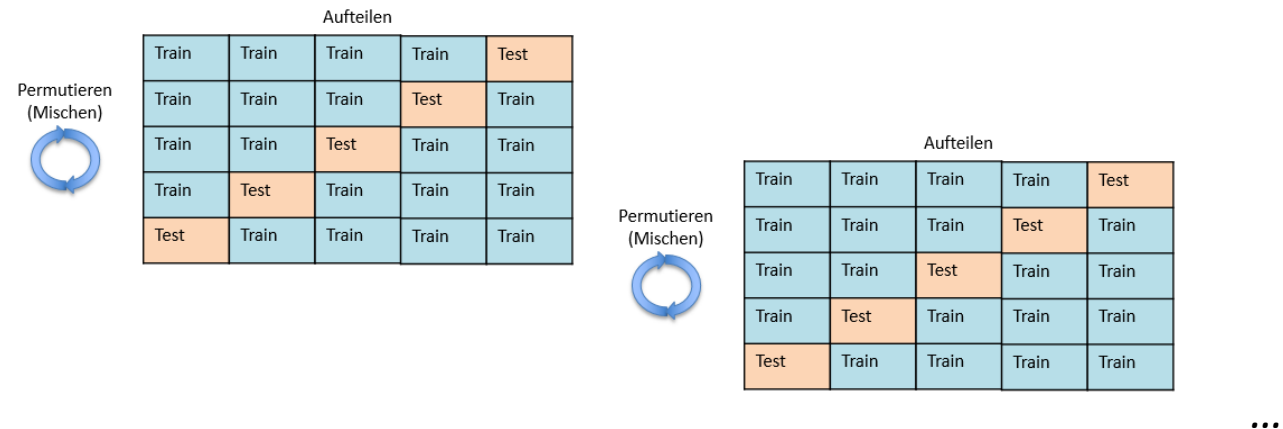 Aufteilen
Permutieren
(Mischen)
Train Train Train Train Test
Train Train Train Test Train
Train Train Test Train Train
Train Test Train Train Train
Test Train Train Train Train
Aufteilen
Permutieren
(Mischen)
Train Train Train Train Test
Train Train Train Test Train
Train Train Test Train Train
Train Test Train Train Train
Test Train Train Train Train
...